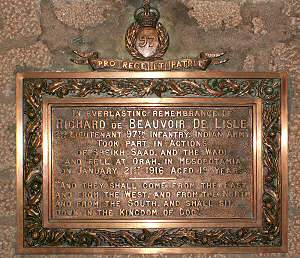 97
PRO REGE ET PATRIA
IN EVERLASTING REMEMBRANCE OF
RICHARD DE BEAUVOIR DE LISLE
2ND LIEUTENANT 97TH INFANTRY, INDIAN ARMY
TOOK PART IN ACTIONS
OF SHEIKH SAAD, AND THE WADI
AND FELL AT ORAH, IN MESOPOTAMIA
ON JANUARY 21ST 1916 AGED 19 YEARS
AND THEY SHALL COME FROM THE EAST
FROM THE WEST, AND FROM THE NORTH
AND FROM THE SOUTH, AND SHALL SIT
DOWN IN THE KINGDOM OF GOD